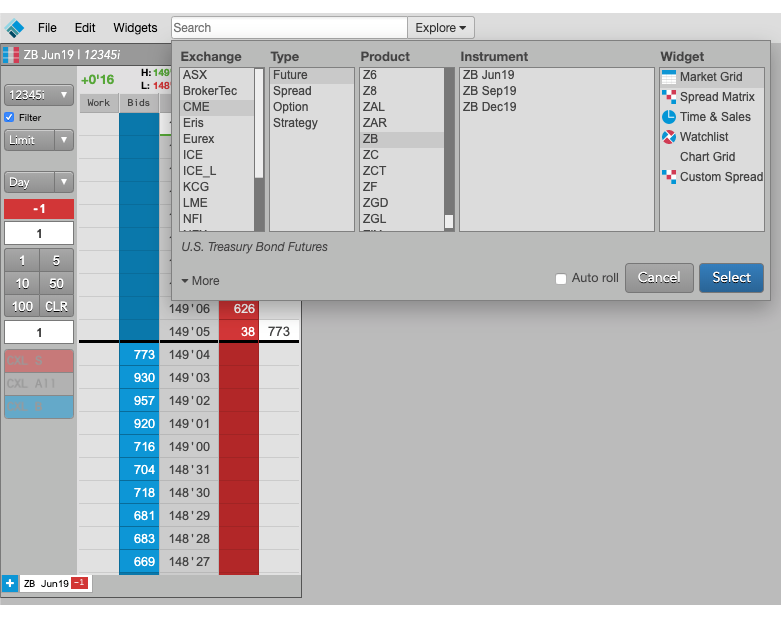 File Edit Widgets Search Explore
ZB Jun19 | 12345i
Exchange Type Product Instrument Widget
ASX Future Z6 ZB Jun19 Market Grid
BrokerTec Spread Z8 ZB Sep19 Spread Matrix
CME Option ZAL ZB Dec19 Time & Sales
Eris Strategy ZAR Watchlist
Eurex ZB Chart Grid
ICE ZC Custom Spread
ICE_L ZCT
KCG ZF
LME ZGD
NFI ZGL
U.S. Treasury Bond Futures
More Auto roll Cancel Select
+0'16 H: 149'
L: 148'
12345i
Work Bids
Filter
Limit
Day
-1
1
1 5
10 50
100 CLR
1
CXL S
CXL All
149'06 626
149'05 38 773
773 149'04
930 149'03
957 149'02
920 149'01
716 149'00
704 148'31
718 148'30
681 148'29
683 148'28
669 148'27
+ ZB Jun19 -1